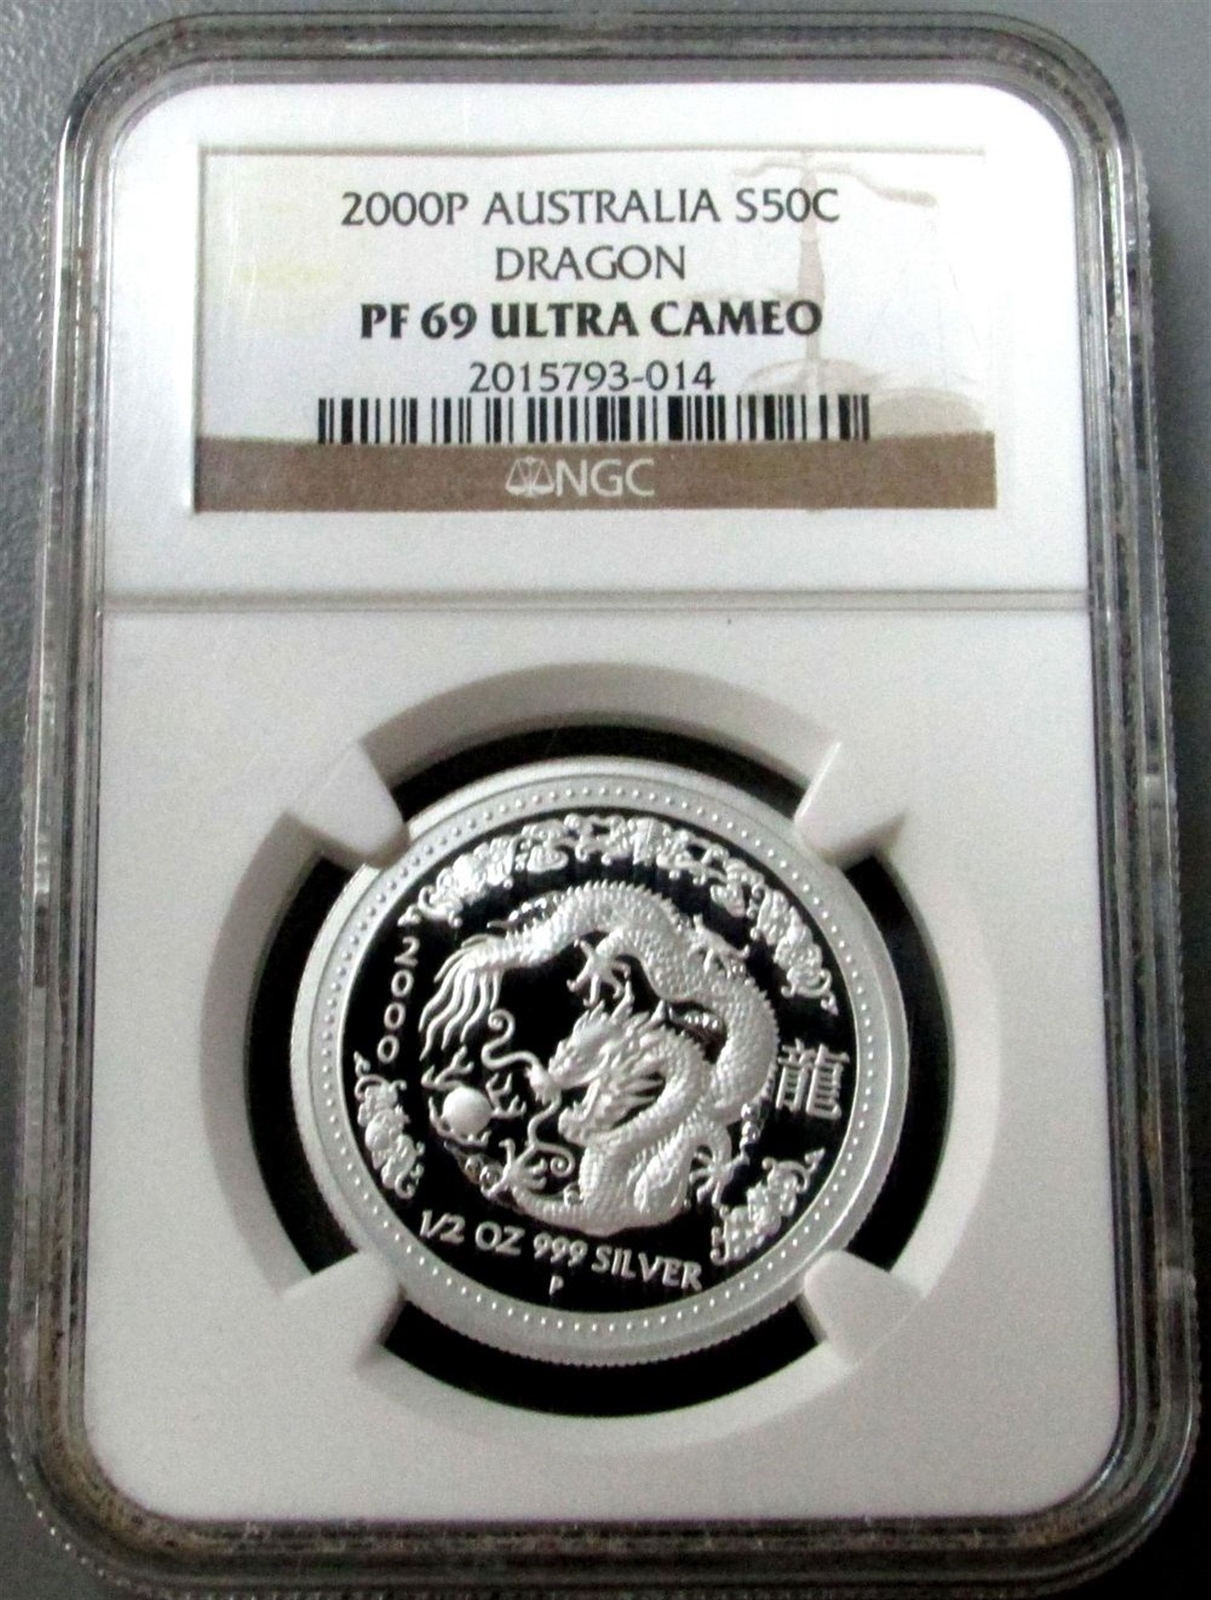 2000P AUSTRALIA S50C
DRAGON
PF 69 ULTRA CAMEO
2015793-014
NGC
2000
龍
1/2 OZ 999 SILVER
P